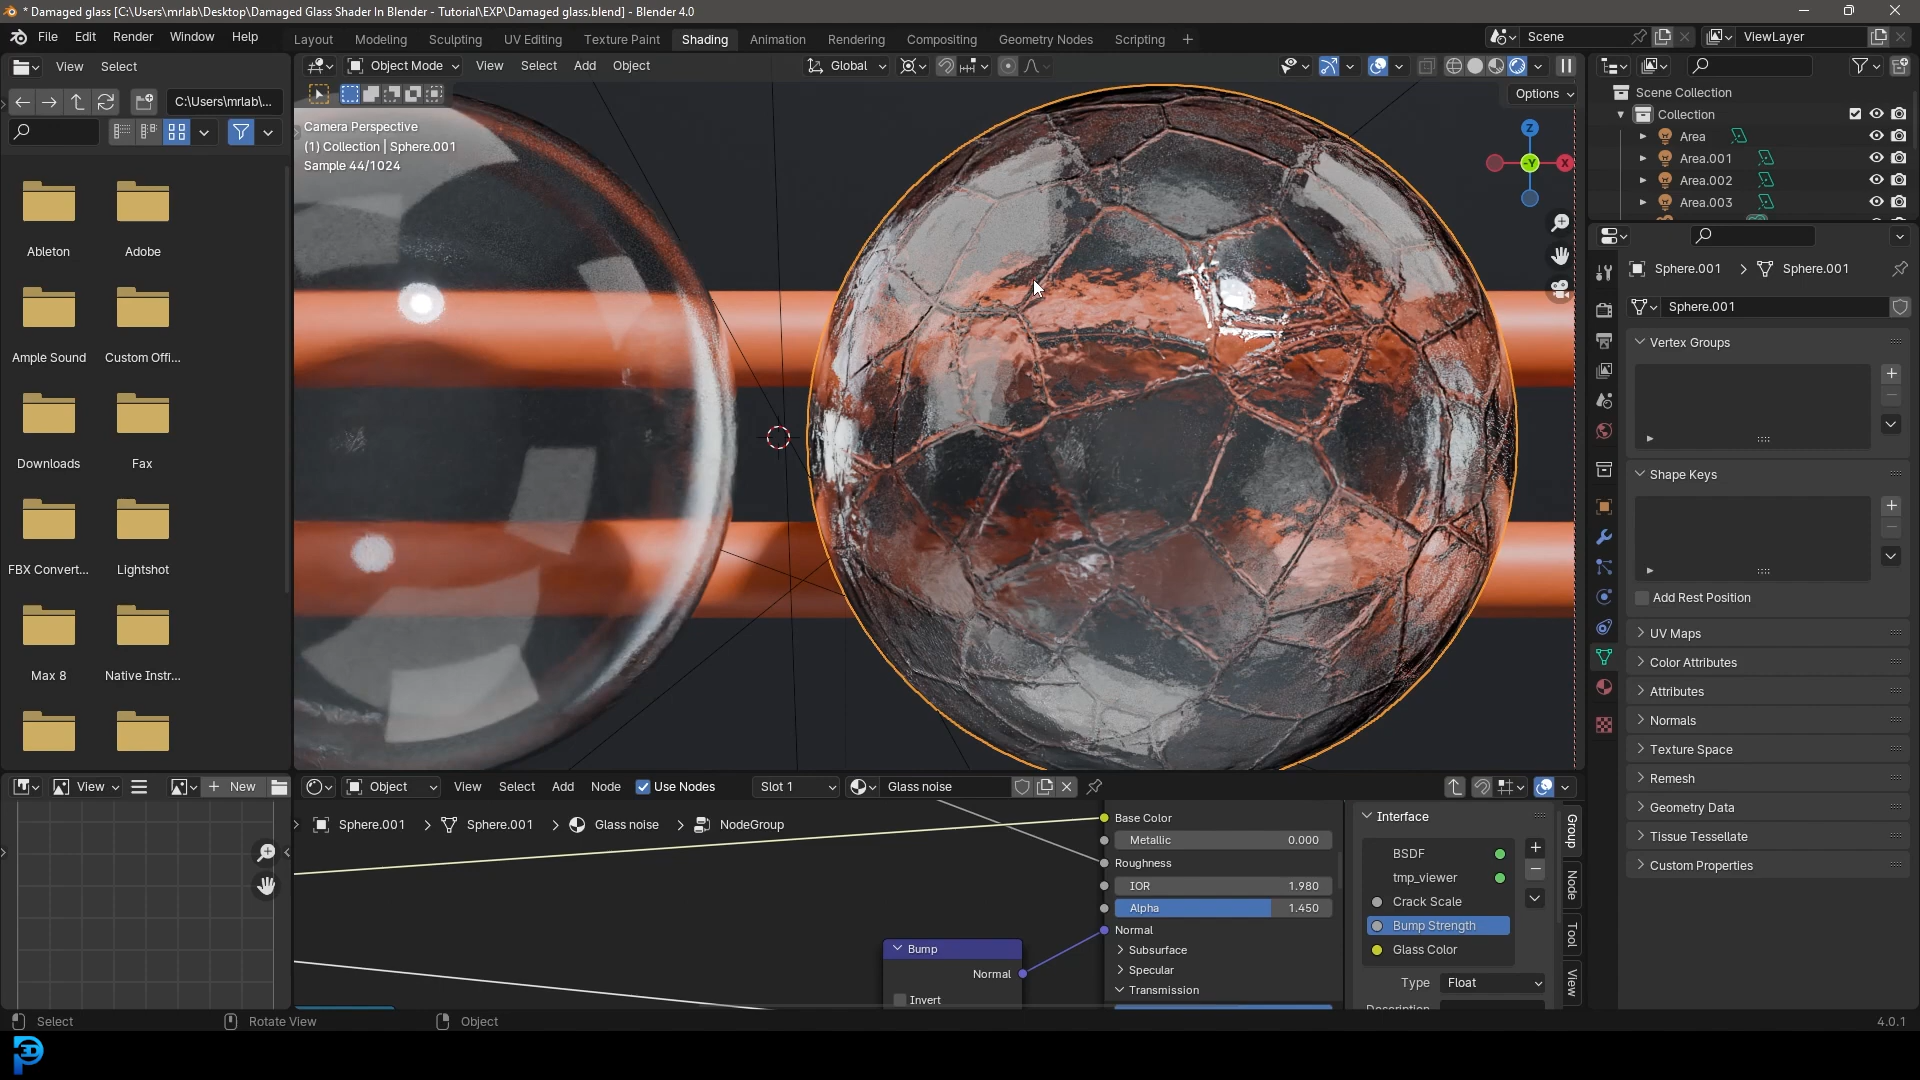 * Damaged glass [C:\Users\mrlab\Desktop\Damaged Glass Shader In Blender - Tutorial\EXP\Damaged glass.blend] - Blender 4.0
File Edit Render Window Help
Layout Modeling Sculpting UV Editing Texture Paint Shading Animation Rendering Compositing Geometry Nodes Scripting +
Scene
ViewLayer
View Select
Object Mode View Select Add Object
Global
Options
C:\Users\mrlab\...
Camera Perspective
(1) Collection | Sphere.001
Sample 44/1024
Z
-Y
X
Ableton
Adobe
Ample Sound
Custom Offi...
Downloads
Fax
FBX Convert...
Lightshot
Max 8
Native Instr...
Scene Collection
Collection
Area
Area.001
Area.002
Area.003
Sphere.001 > Sphere.001
Sphere.001
Vertex Groups
Shape Keys
Add Rest Position
UV Maps
Color Attributes
Attributes
Normals
Texture Space
Remesh
Geometry Data
Tissue Tessellate
Custom Properties
View
+ New
Object View Select Add Node Use Nodes Slot 1 Glass noise
Sphere.001 > Sphere.001 > Glass noise > NodeGroup
Base Color
Metallic 0.000
Roughness
IOR 1.980
Alpha 1.450
Normal
Subsurface
Specular
Transmission
Bump
Normal
Invert
Interface
BSDF
tmp_viewer
Crack Scale
Bump Strength
Glass Color
Type Float
Description
Group
Node
Tool
View
Select
Rotate View
Object
4.0.1